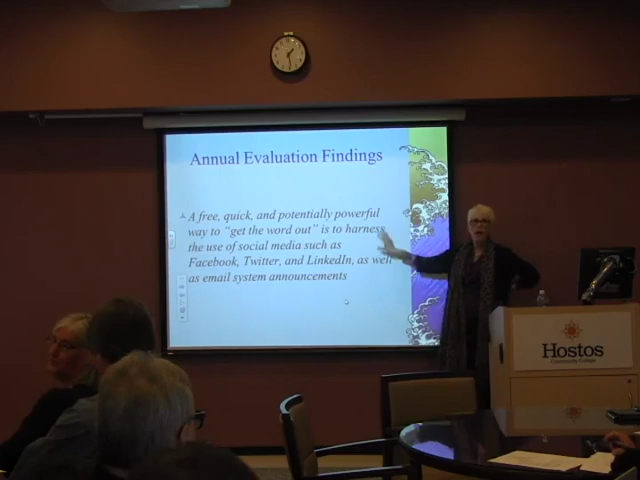 Annual Evaluation Findings
A free, quick, and potentially powerful
way to "get the word out" is to harness
the use of social media such as
Facebook, Twitter, and LinkedIn, as well
as email system announcements
Hostos
Community College